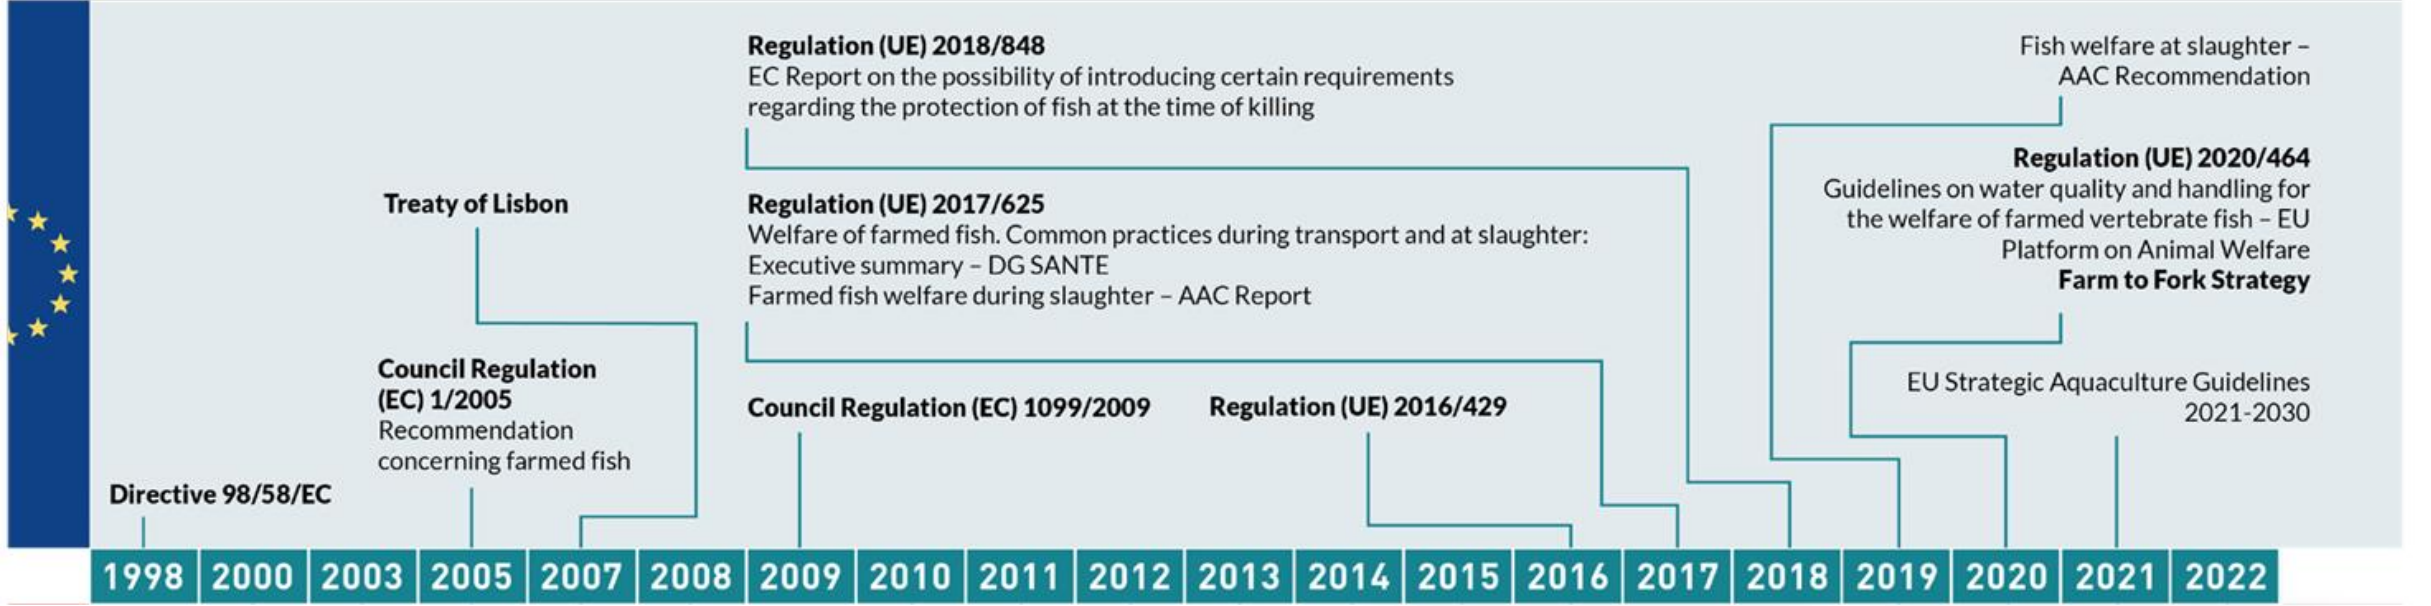 Regulation (UE) 2018/848
EC Report on the possibility of introducing certain requirements
regarding the protection of fish at the time of killing
Fish welfare at slaughter –
AAC Recommendation
Regulation (UE) 2020/464
Guidelines on water quality and handling for
the welfare of farmed vertebrate fish – EU
Platform on Animal Welfare
Farm to Fork Strategy
Treaty of Lisbon
Regulation (UE) 2017/625
Welfare of farmed fish. Common practices during transport and at slaughter:
Executive summary – DG SANTE
Farmed fish welfare during slaughter – AAC Report
Council Regulation
(EC) 1/2005
Recommendation
concerning farmed fish
Council Regulation (EC) 1099/2009
Regulation (UE) 2016/429
EU Strategic Aquaculture Guidelines
2021-2030
Directive 98/58/EC
1998 2000 2003 2005 2007 2008 2009 2010 2011 2012 2013 2014 2015 2016 2017 2018 2019 2020 2021 2022